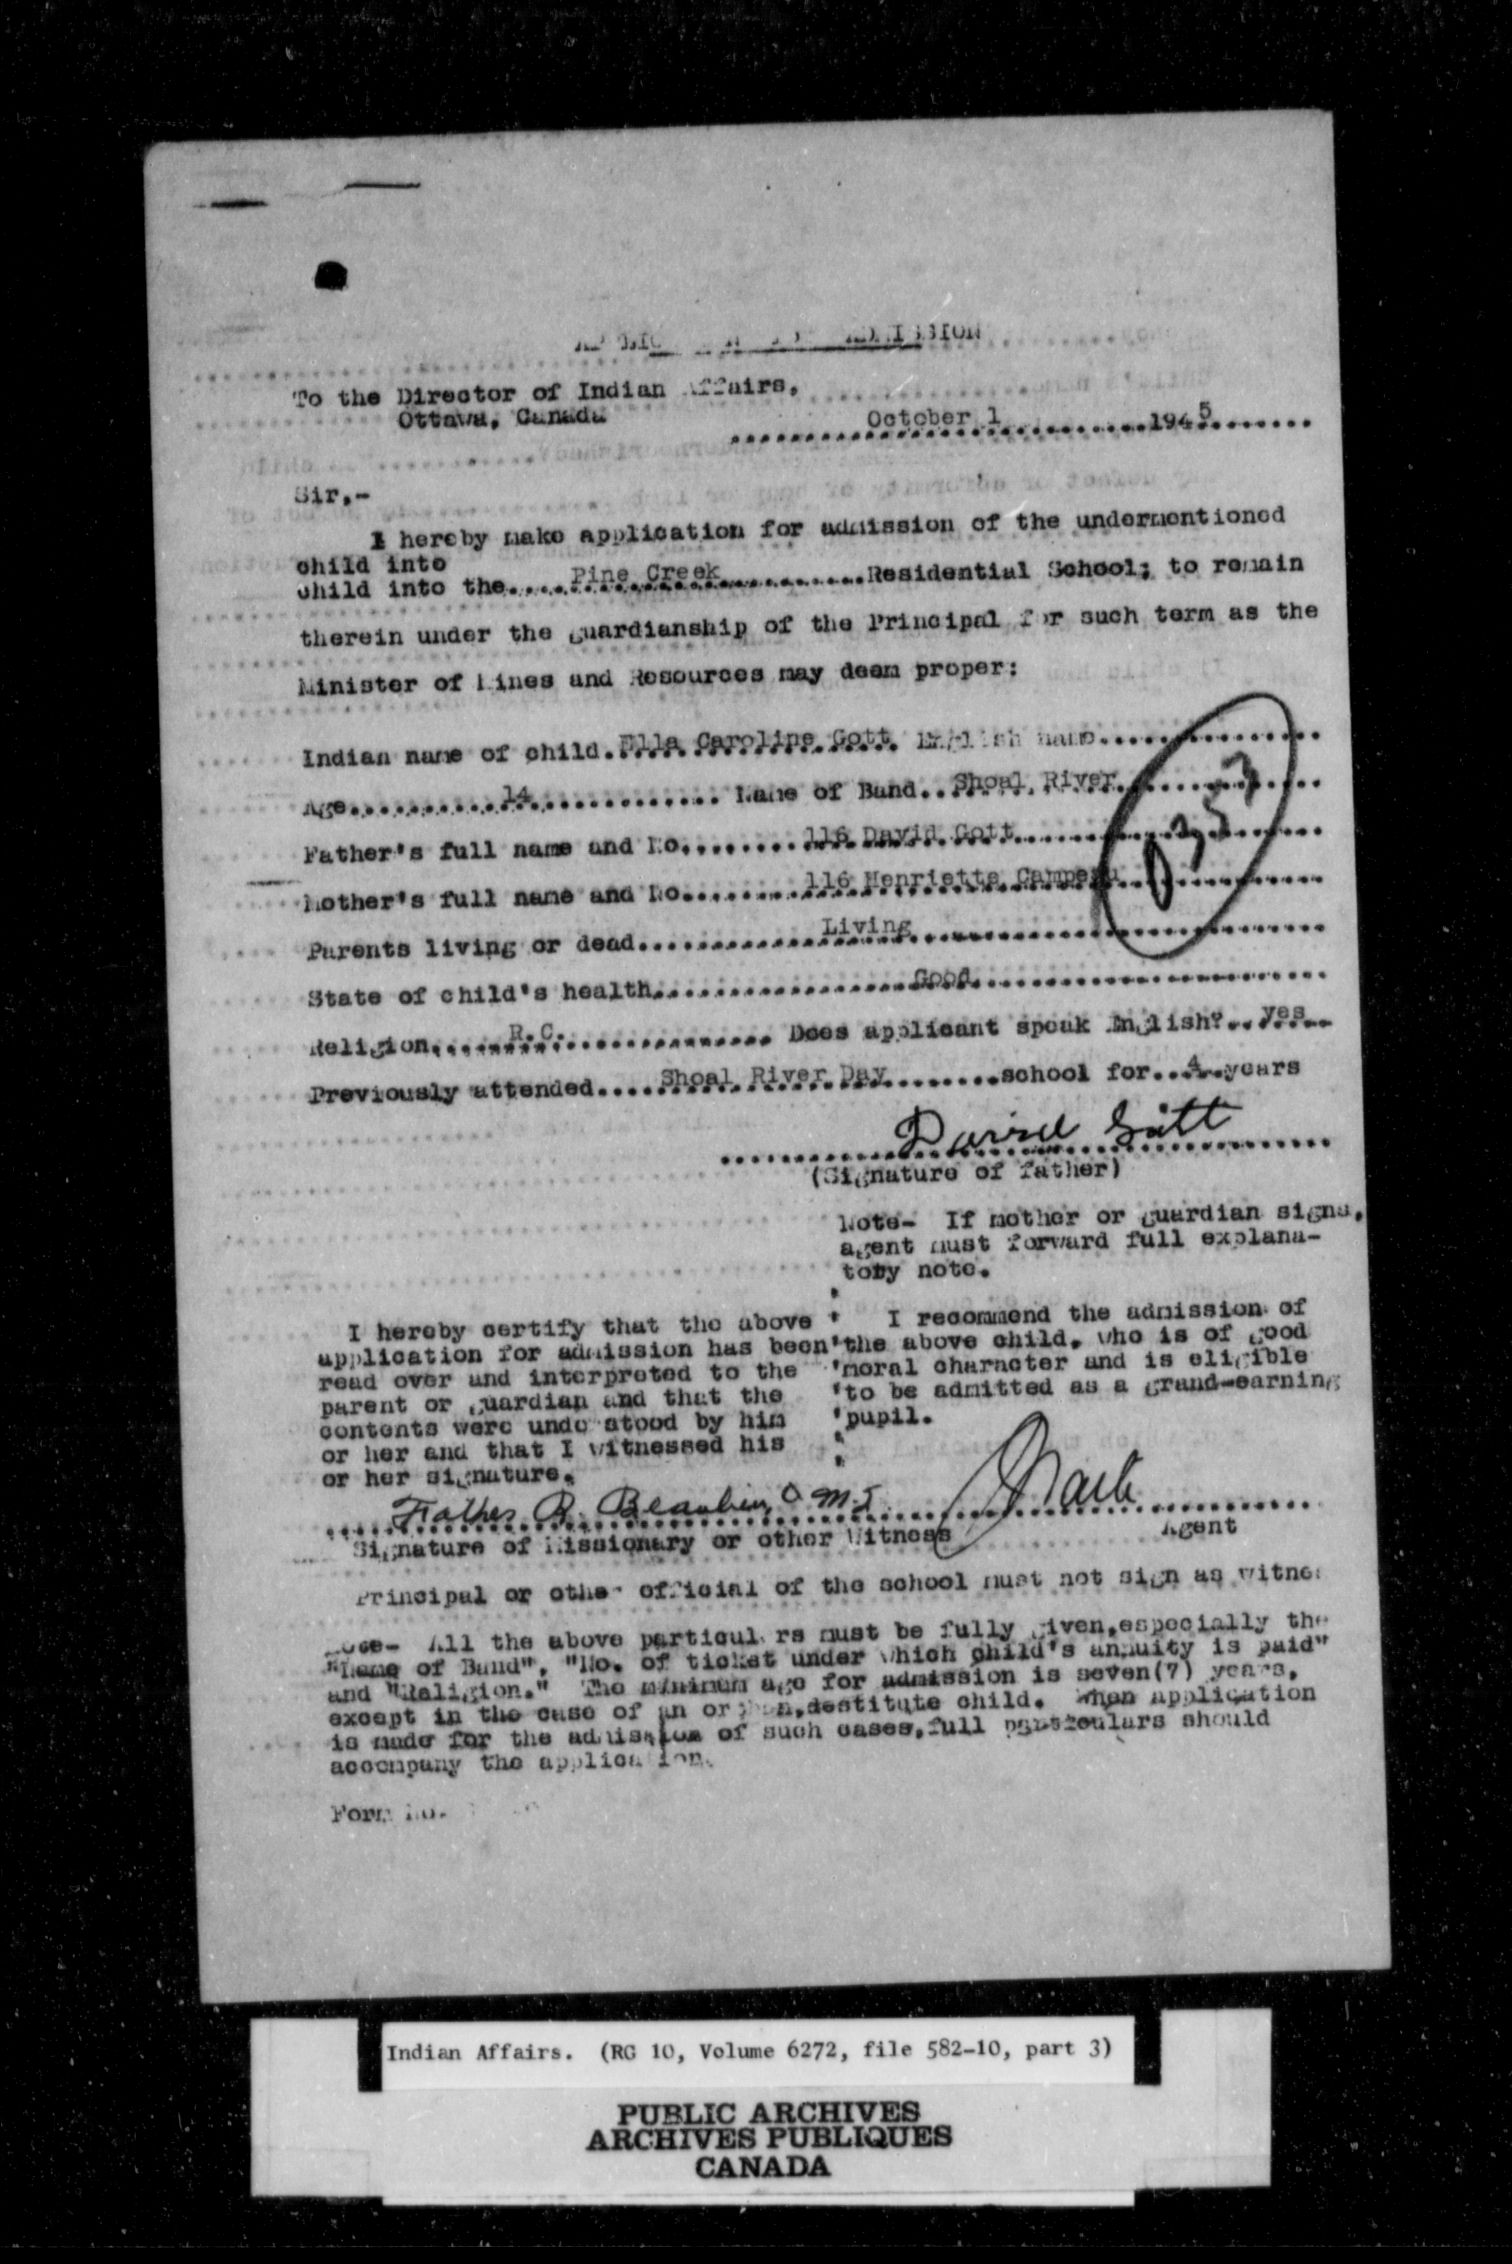 To the Director of Indian Affairs,
Ottawa, Canada
October 1 1945
Sir,-
I hereby make application for admission of the undermentioned
child into
child into the....Pine Creek............Residential School; to remain
therein under the guardianship of the Principal for such term as the
Minister of Mines and Resources may deem proper:
Indian name of child.Ella Caroline Gott. English name..............
Age..........14............ Name of Band..Shoal River..............
Father's full name and No........116 David Gott..............
Mother's full name and No........116 Henriette
Parents living or dead............Living......................
State of child's health................Good......................
Religion.....R.C............... Does applicant speak English?..yes..
Previously attended....Shoal River Day........school for..4..years
David Gott
(Signature of father)
Note- If mother or guardian signs,
agent must forward full explana-
tory note.
I hereby certify that the above ' I recommend the admission of
application for admission has been'the above child, who is of good
read over and interpreted to the 'moral character and is eligible
parent or guardian and that the 'to be admitted as a grand-earning
contents were understood by him 'pupil.
or her and that I witnessed his '
or her signature. '
Father R. Beaulieu, O M I
Signature of Missionary or other Witness Agent
Principal or other official of the school must not sign as witness
Note- All the above particulars must be fully given,especially the
"Name of Band", "No. of ticket under which child's annuity is paid"
and "Religion." The minimum age for admission is seven(7) years,
except in the case of an orphan,destitute child. When application
is made for the admission of such cases,full particulars should
accompany the application.
Form No.
Indian Affairs. (RG 10, Volume 6272, file 582-10, part 3)
PUBLIC ARCHIVES
ARCHIVES PUBLIQUES
CANADA